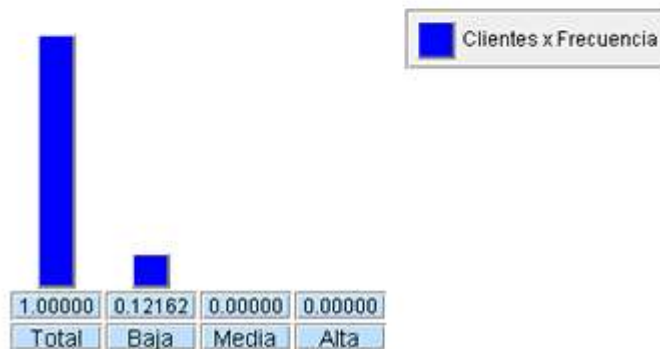 Clientes x Frecuencia
1.00000 0.12162 0.00000 0.00000
Total Baja Media Alta